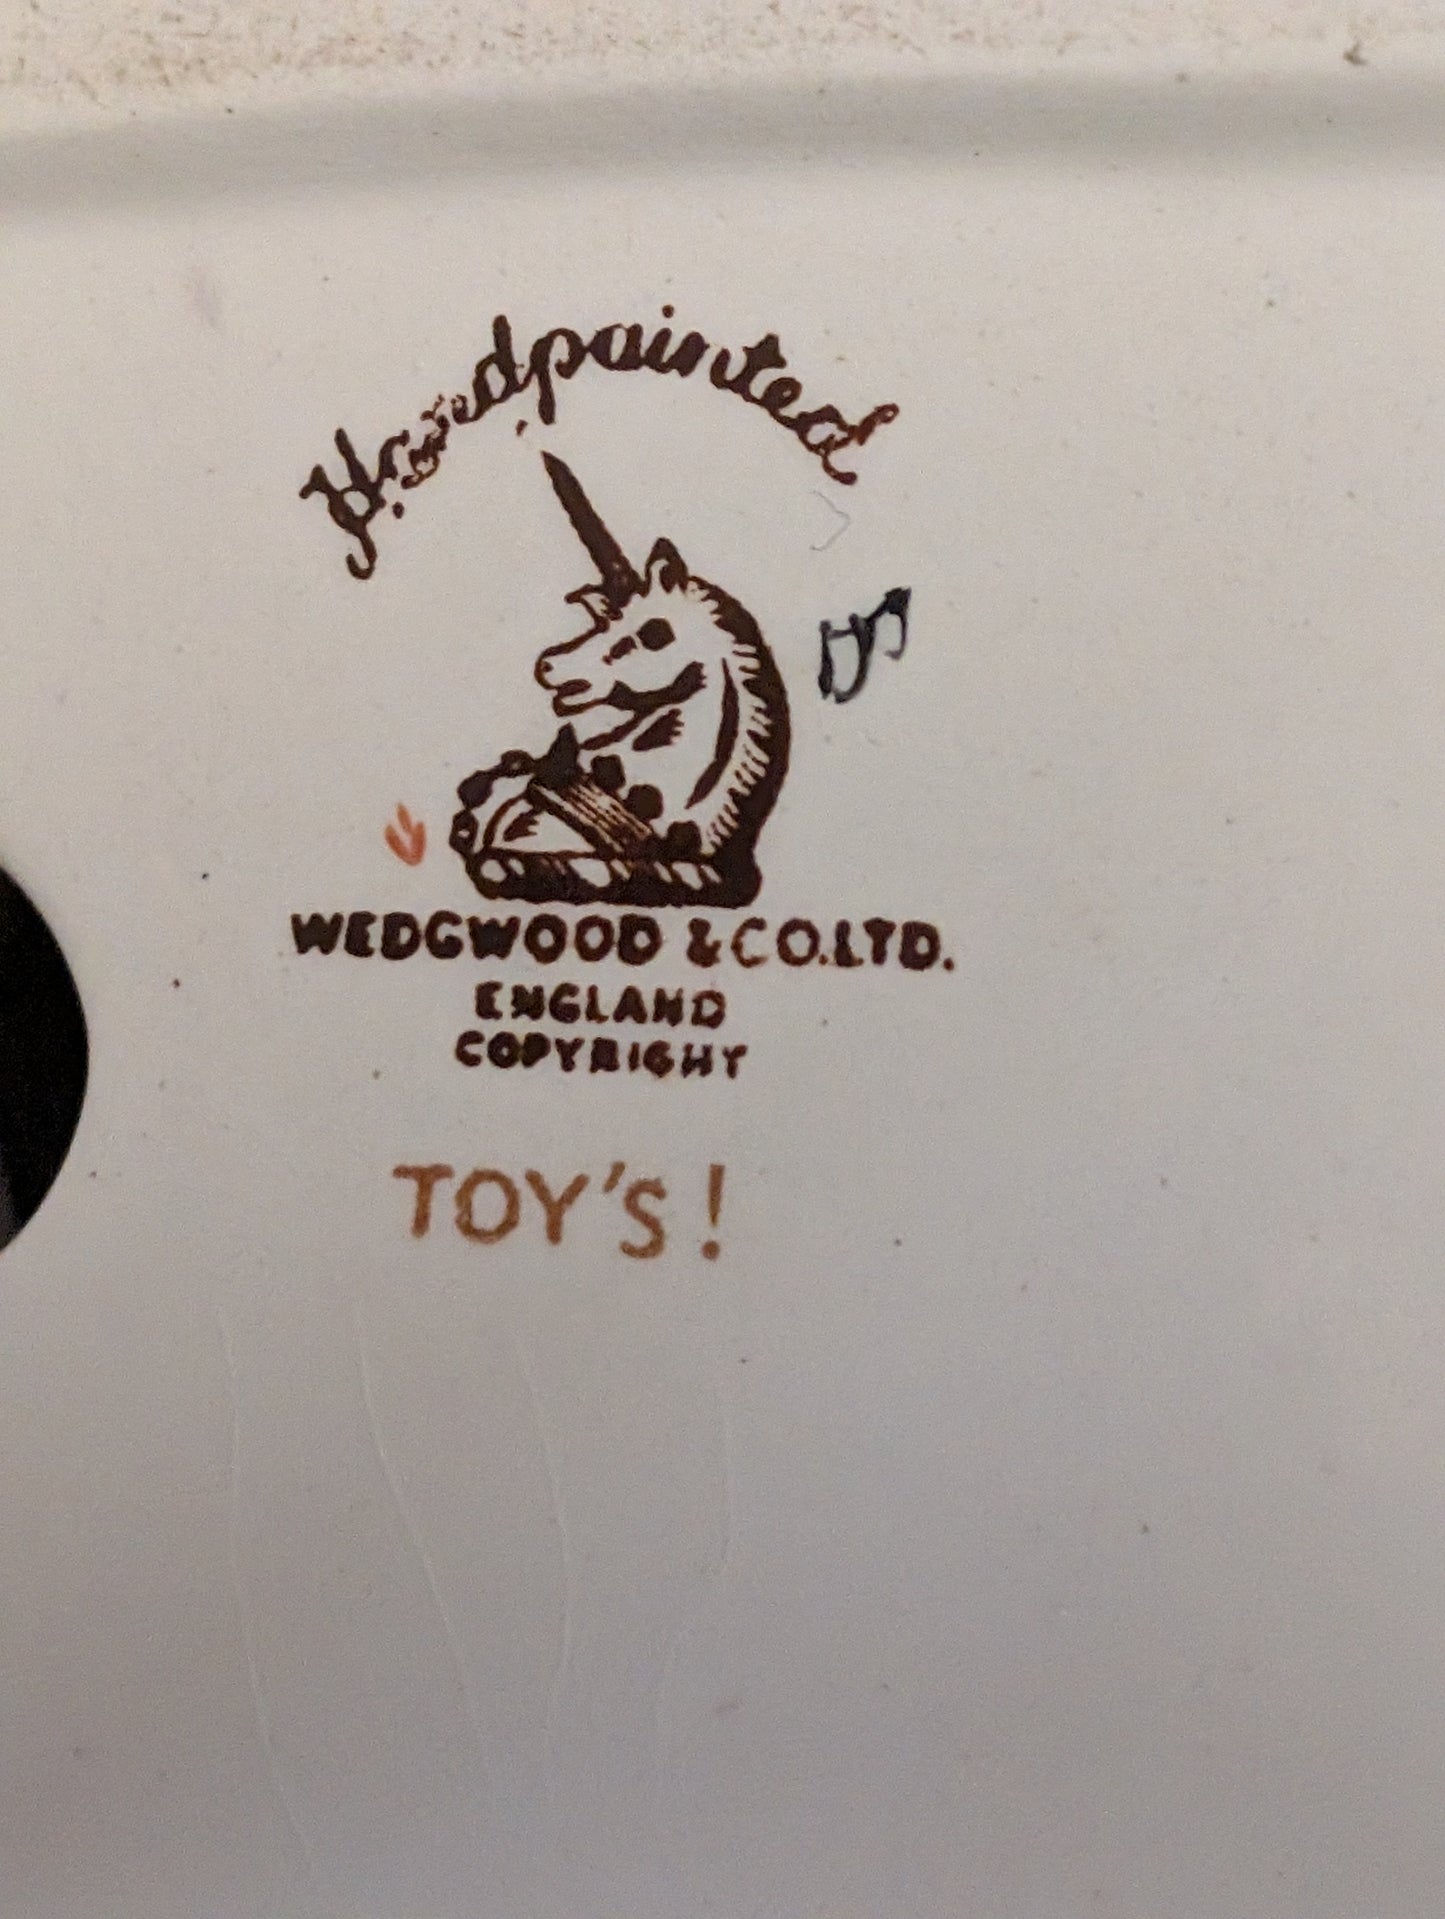 Handpainted
WEDGWOOD & CO. LTD.
ENGLAND
COPYRIGHT
TOY'S!